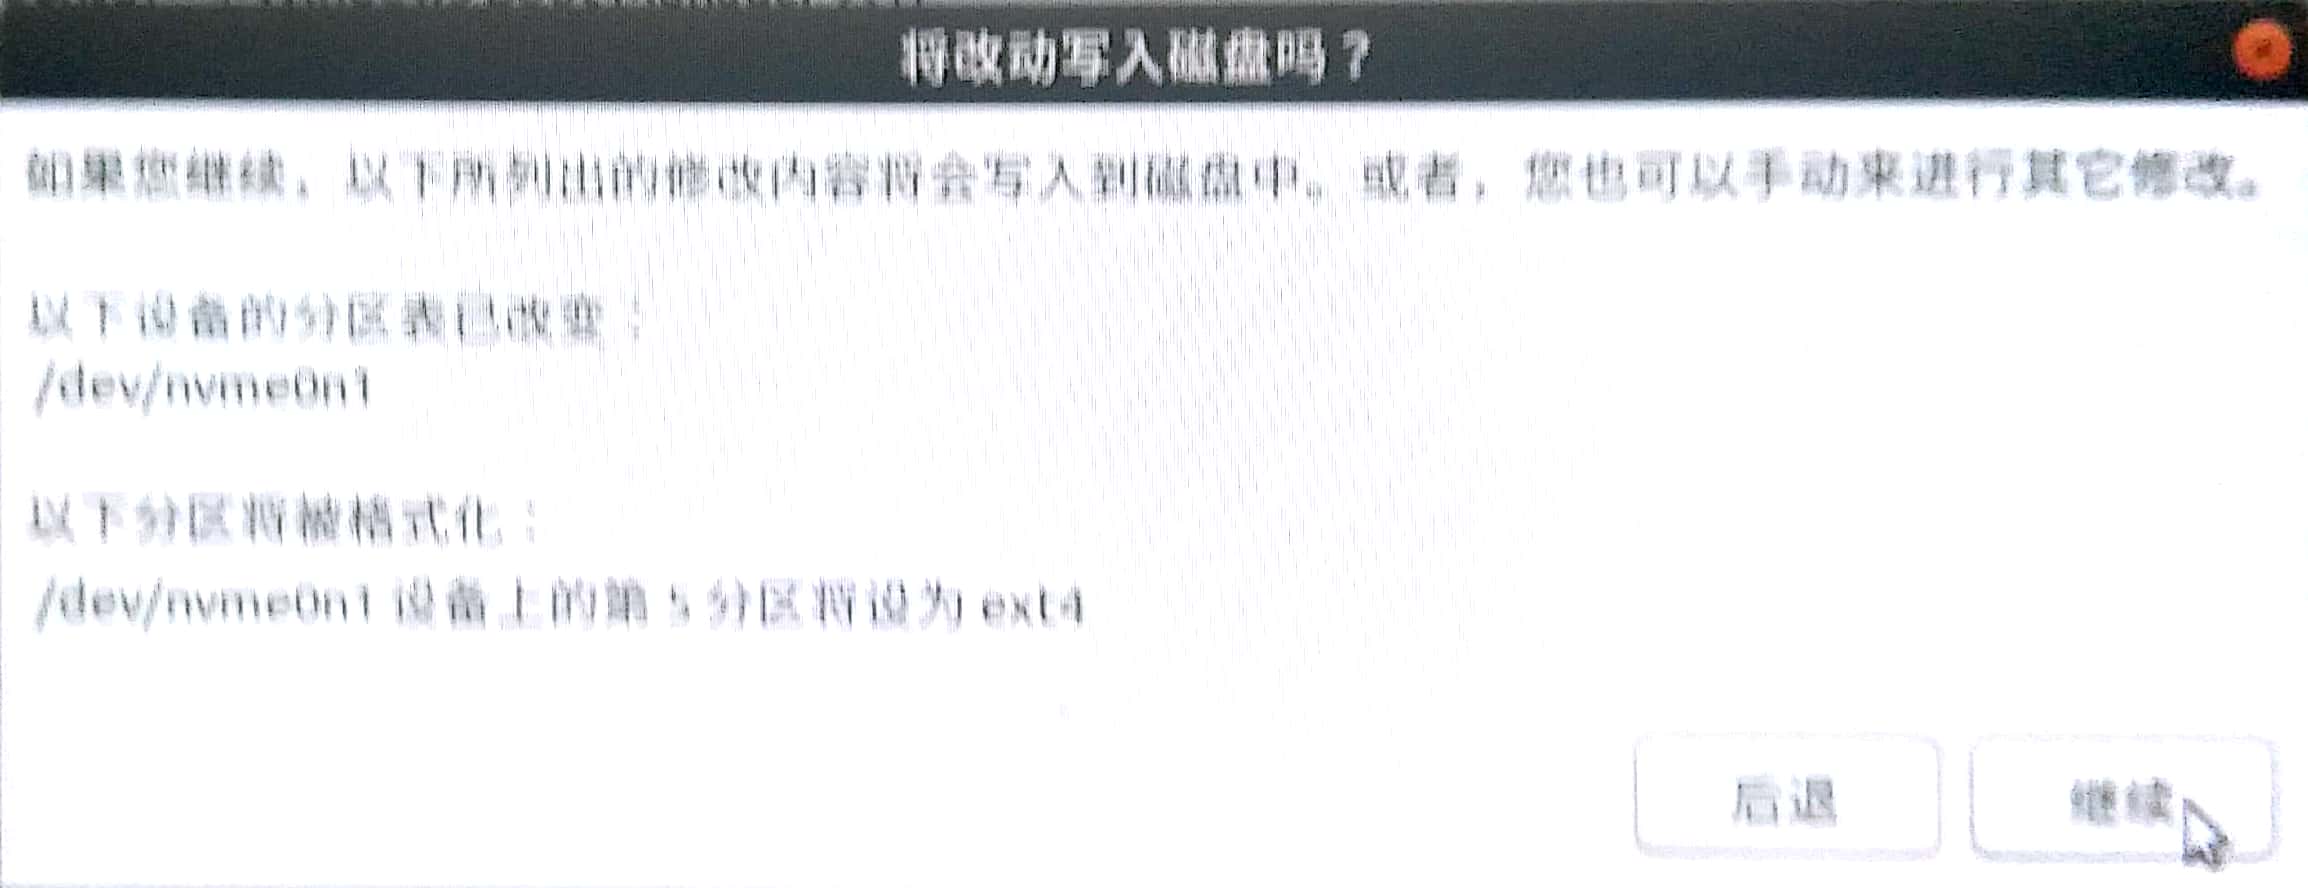 将改动写入磁盘吗？
如果您继续，以下所列出的修改内容将会写入到磁盘中。或者，您也可以手动来进行其它修改。
以下设备的分区表已改变：
/dev/nvme0n1
以下分区将被格式化：
/dev/nvme0n1 设备上的第 5 分区将设为 ext4
后退
继续